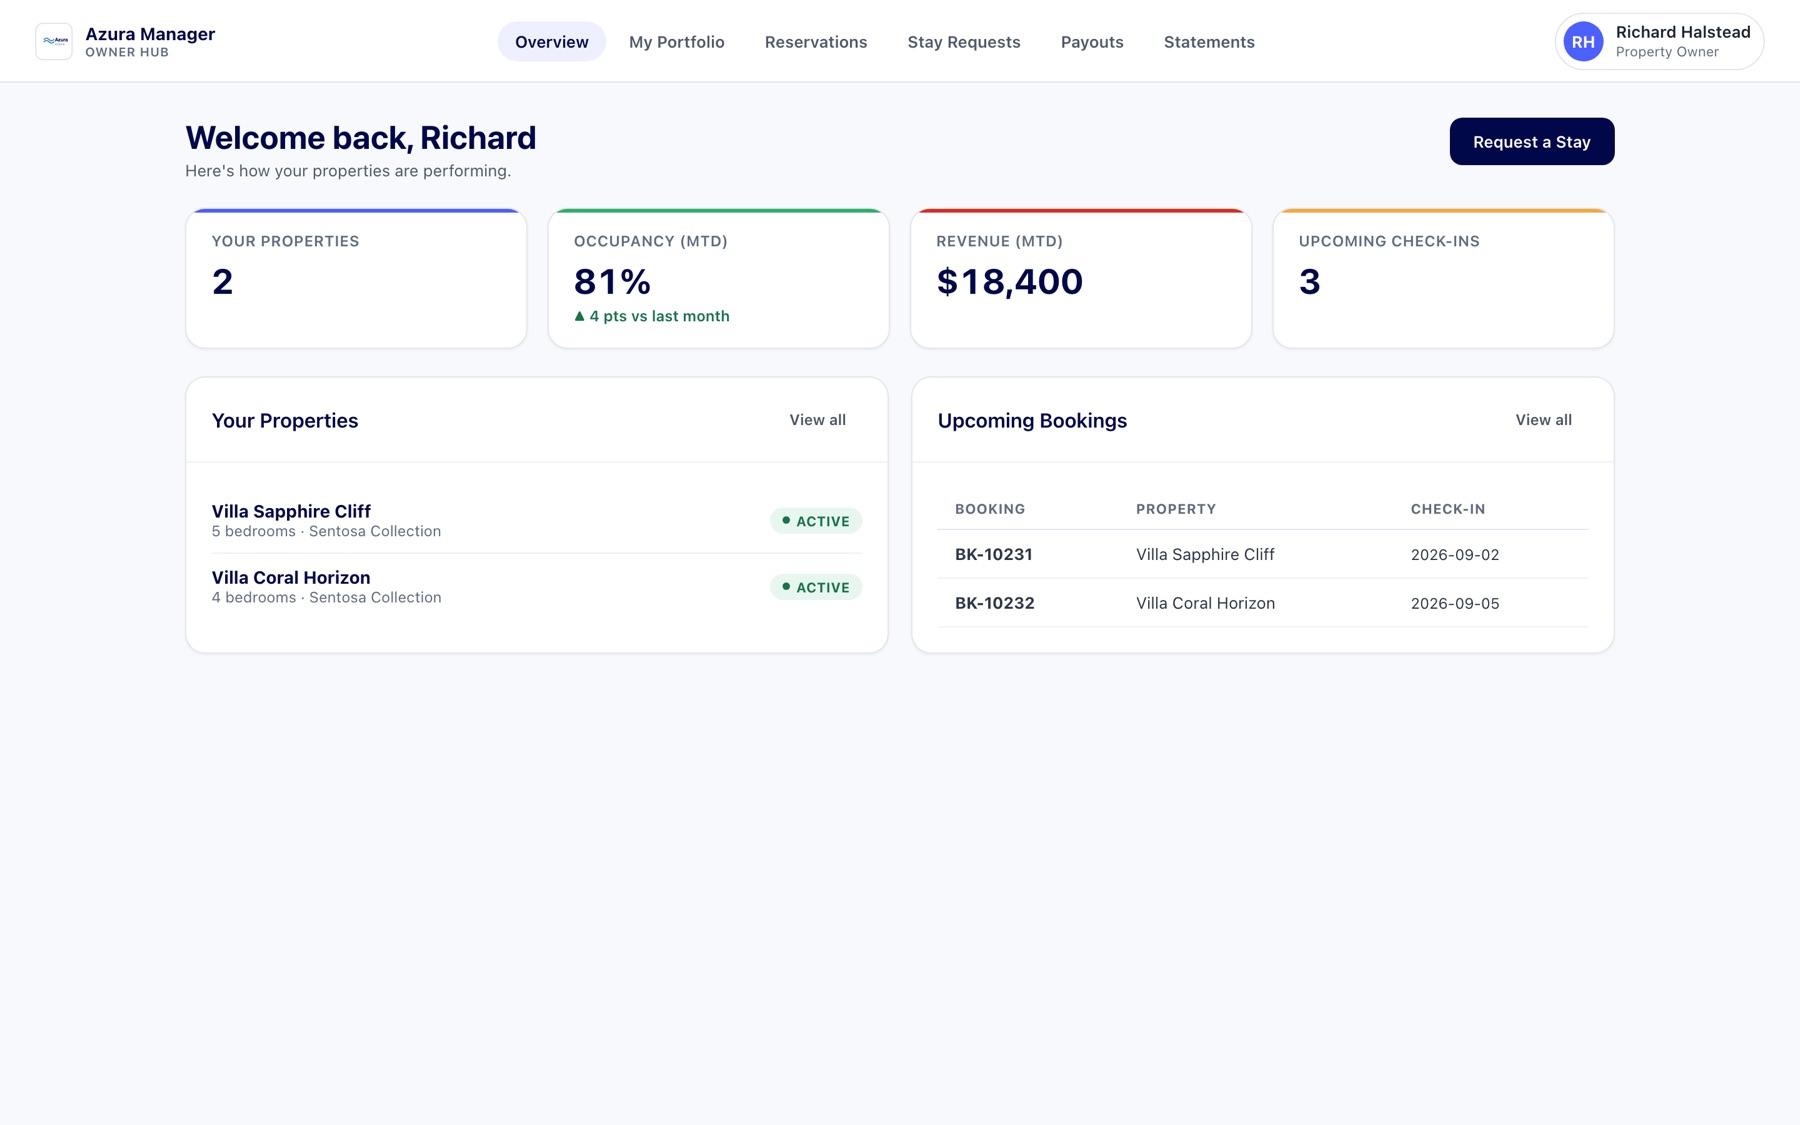 Azura
Azura Manager
OWNER HUB
Overview
My Portfolio
Reservations
Stay Requests
Payouts
Statements
RH
Richard Halstead
Property Owner
Welcome back, Richard
Here's how your properties are performing.
Request a Stay
YOUR PROPERTIES
2
OCCUPANCY (MTD)
81%
▲ 4 pts vs last month
REVENUE (MTD)
$18,400
UPCOMING CHECK-INS
3
Your Properties
View all
Villa Sapphire Cliff
5 bedrooms · Sentosa Collection
ACTIVE
Villa Coral Horizon
4 bedrooms · Sentosa Collection
ACTIVE
Upcoming Bookings
View all
BOOKING PROPERTY CHECK-IN
BK-10231 Villa Sapphire Cliff 2026-09-02
BK-10232 Villa Coral Horizon 2026-09-05